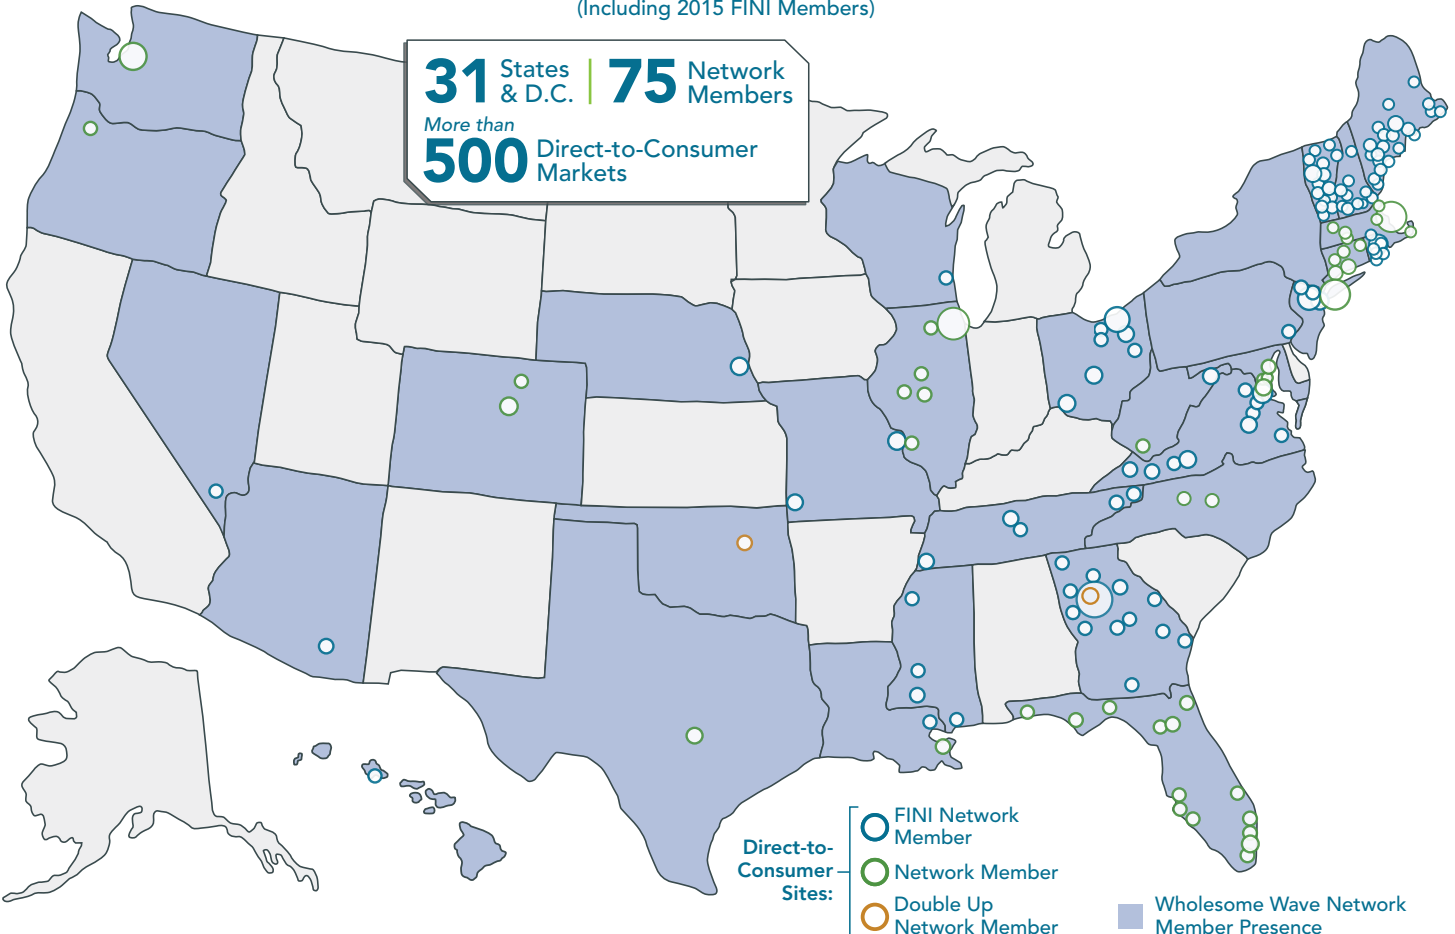 (Including 2015 FINI Members)
31 States & D.C. | 75 Network Members
More than
500 Direct-to-Consumer Markets
Direct-to-
Consumer
Sites:
FINI Network
Member
Network Member
Double Up
Network Member
Wholesome Wave Network
Member Presence